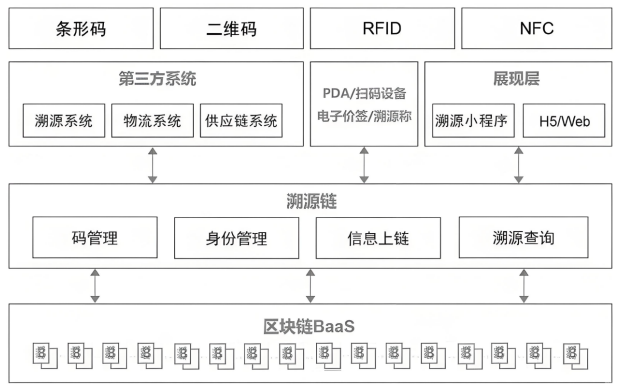 条形码
二维码
RFID
NFC
第三方系统
溯源系统
物流系统
供应链系统
PDA/扫码设备
电子价签/溯源称
展现层
溯源小程序
H5/Web
溯源链
码管理
身份管理
信息上链
溯源查询
区块链BaaS